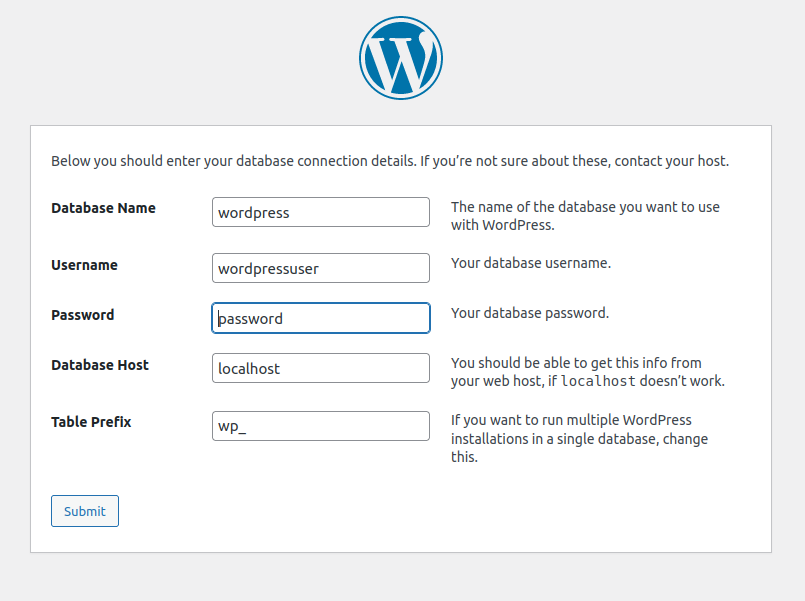 Below you should enter your database connection details. If you’re not sure about these, contact your host.
Database Name
wordpress
The name of the database you want to use
with WordPress.
Username
wordpressuser
Your database username.
Password
password
Your database password.
Database Host
localhost
You should be able to get this info from
your web host, if localhost doesn’t work.
Table Prefix
wp_
If you want to run multiple WordPress
installations in a single database, change
this.
Submit